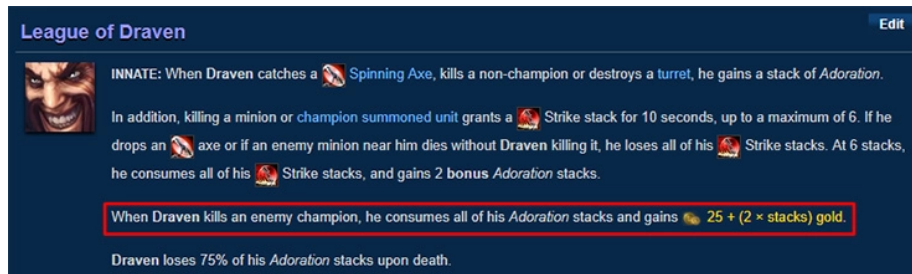 League of Draven
Edit
INNATE: When Draven catches a Spinning Axe, kills a non-champion or destroys a turret, he gains a stack of Adoration.
In addition, killing a minion or champion summoned unit grants a Strike stack for 10 seconds, up to a maximum of 6. If he
drops an axe or if an enemy minion near him dies without Draven killing it, he loses all of his Strike stacks. At 6 stacks,
he consumes all of his Strike stacks, and gains 2 bonus Adoration stacks.
When Draven kills an enemy champion, he consumes all of his Adoration stacks and gains 25 + (2 × stacks) gold.
Draven loses 75% of his Adoration stacks upon death.